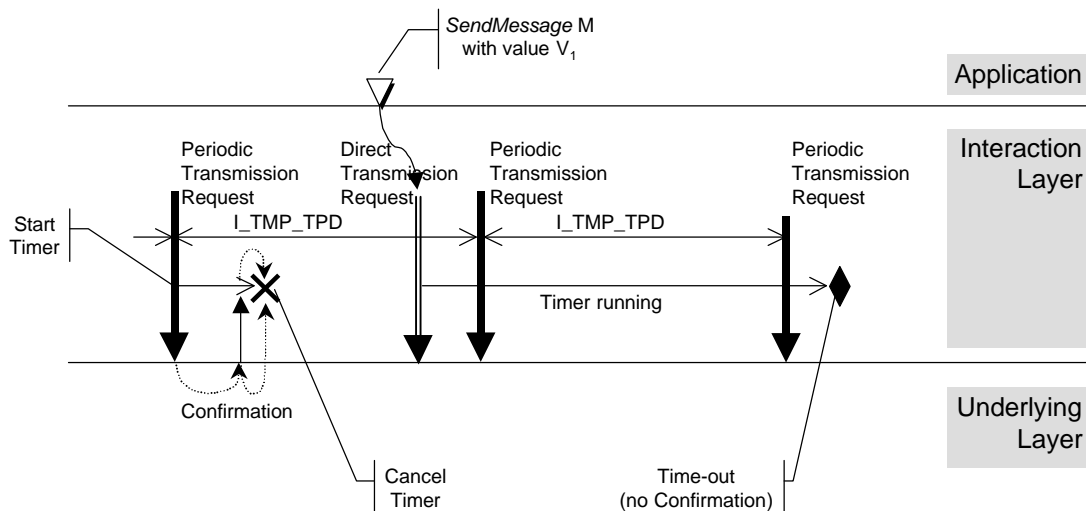 SendMessage M
with value V1
Application
Periodic
Transmission
Request
Direct
Transmission
Request
Periodic
Transmission
Request
Periodic
Transmission
Request
Interaction
Layer
Start
Timer
I_TMP_TPD
I_TMP_TPD
Timer running
Confirmation
Underlying
Layer
Cancel
Timer
Time-out
(no Confirmation)